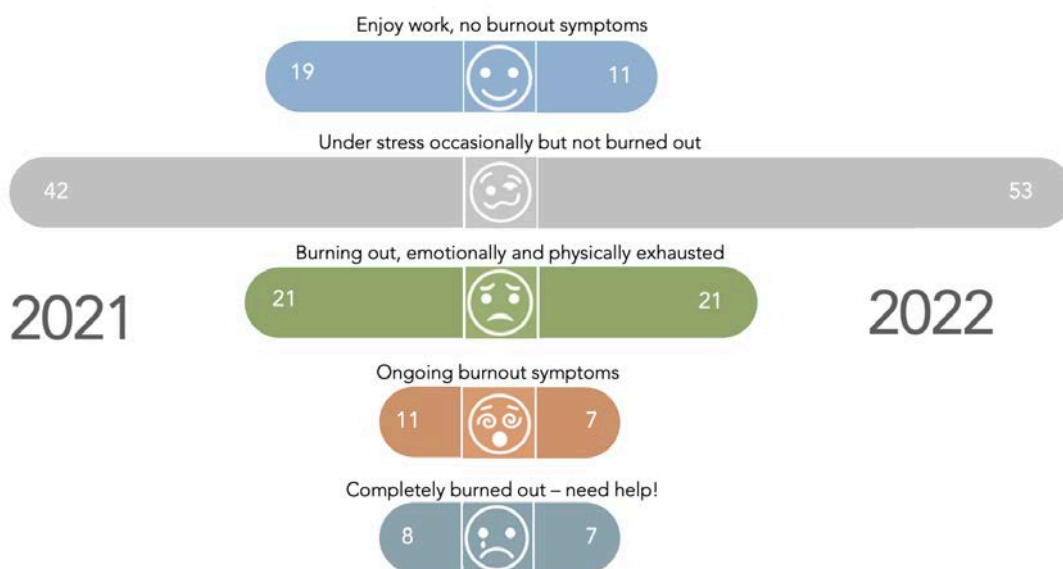 Enjoy work, no burnout symptoms
19 11
Under stress occasionally but not burned out
42 53
Burning out, emotionally and physically exhausted
21 21
2021 2022
Ongoing burnout symptoms
11 7
Completely burned out – need help!
8 7